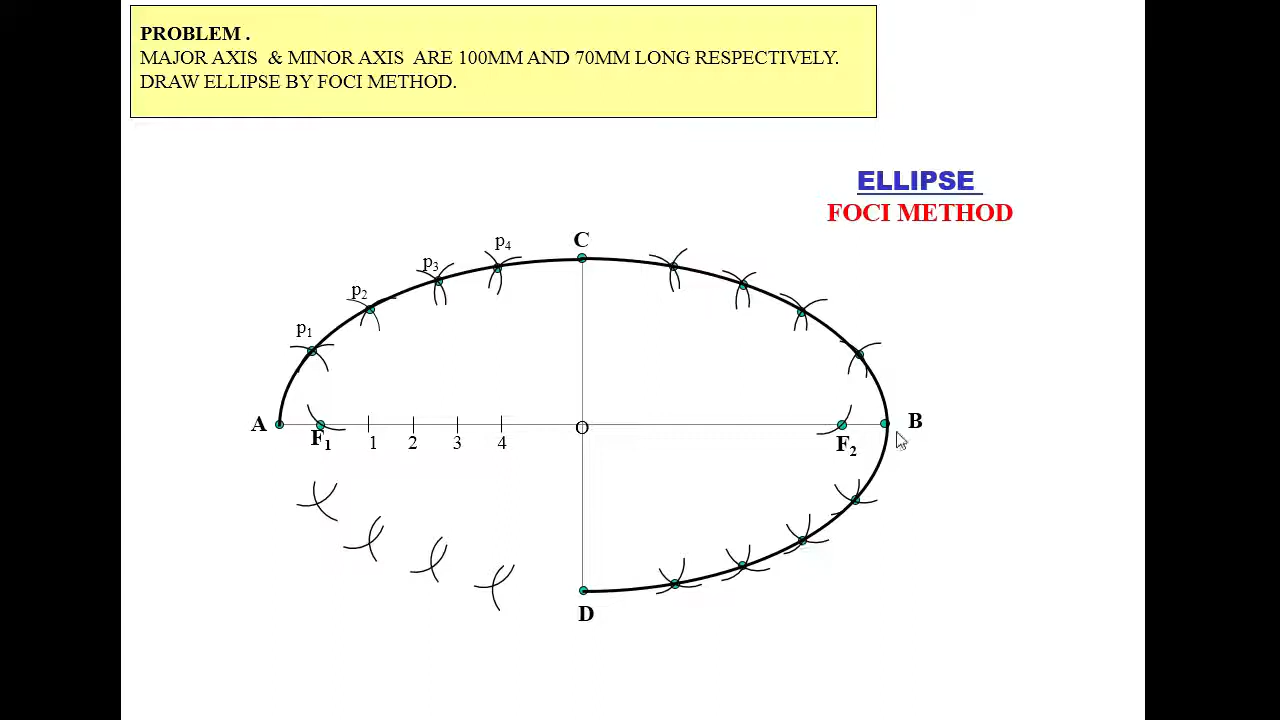 PROBLEM .
MAJOR AXIS & MINOR AXIS ARE 100MM AND 70MM LONG RESPECTIVELY.
DRAW ELLIPSE BY FOCI METHOD.
ELLIPSE
FOCI METHOD
C
p4
p3
p2
p1
A
F1
1
2
3
4
O
F2
B
D